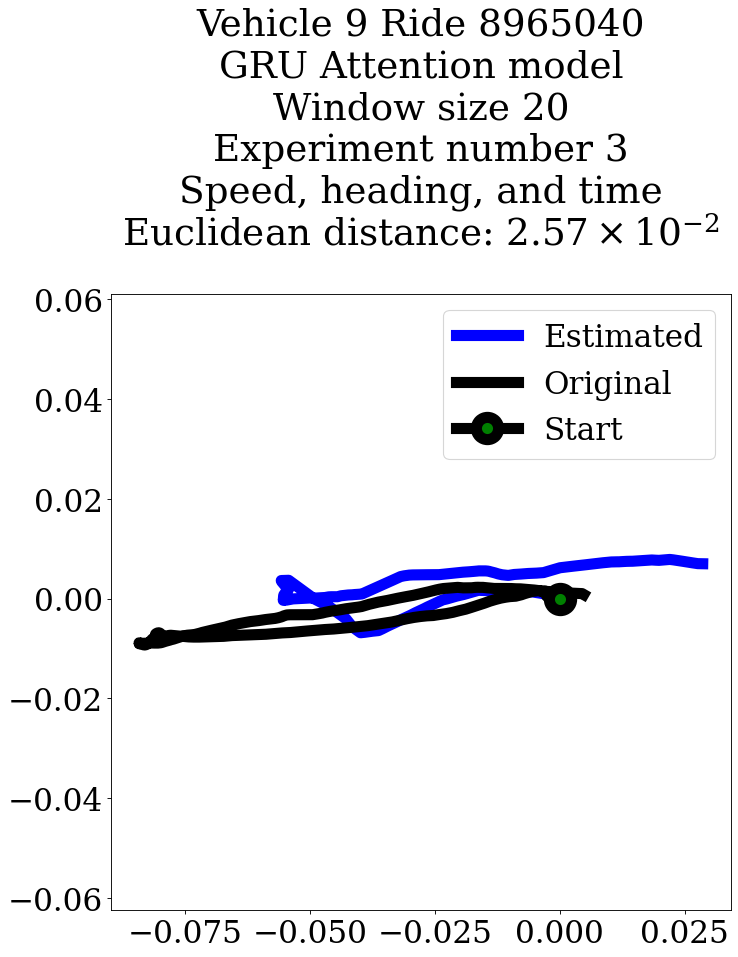 Vehicle 9 Ride 8965040
GRU Attention model
Window size 20
Experiment number 3
Speed, heading, and time
Euclidean distance: 2.57 × 10⁻²
Estimated
Original
Start
0.06
0.04
0.02
0.00
−0.02
−0.04
−0.06
−0.075 −0.050 −0.025 0.000 0.025